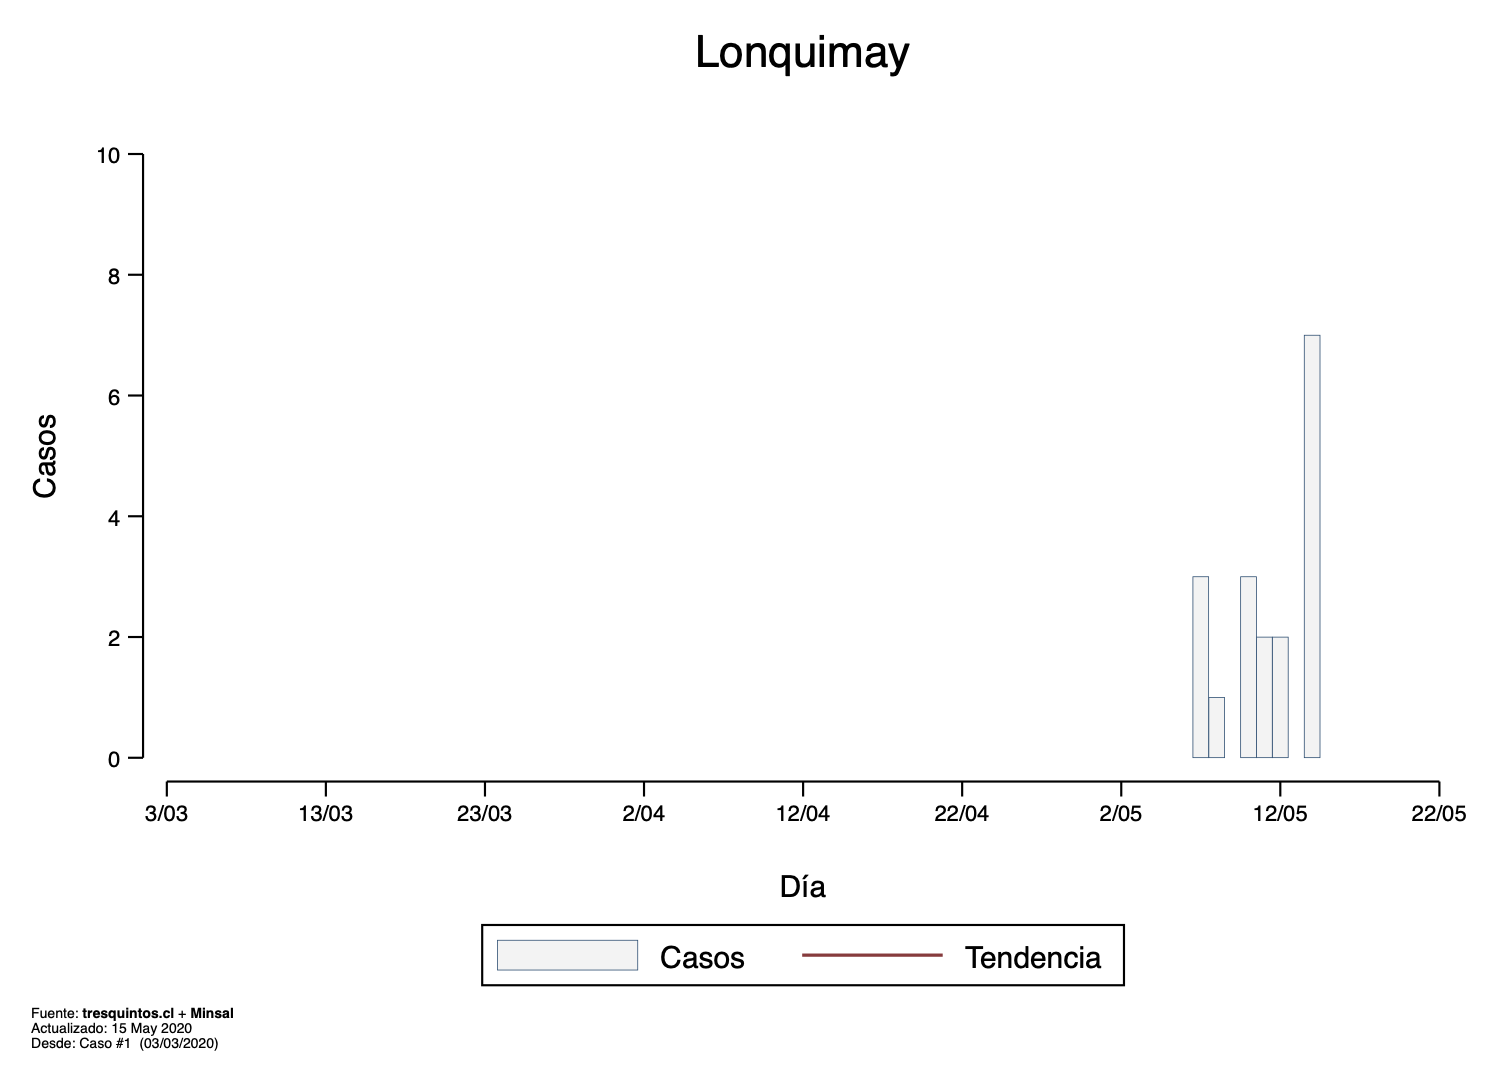 Lonquimay
10
8
6
4
2
0
Casos
3/03 13/03 23/03 2/04 12/04 22/04 2/05 12/05 22/05
Día
Casos Tendencia
Fuente: tresquintos.cl + Minsal
Actualizado: 15 May 2020
Desde: Caso #1 (03/03/2020)